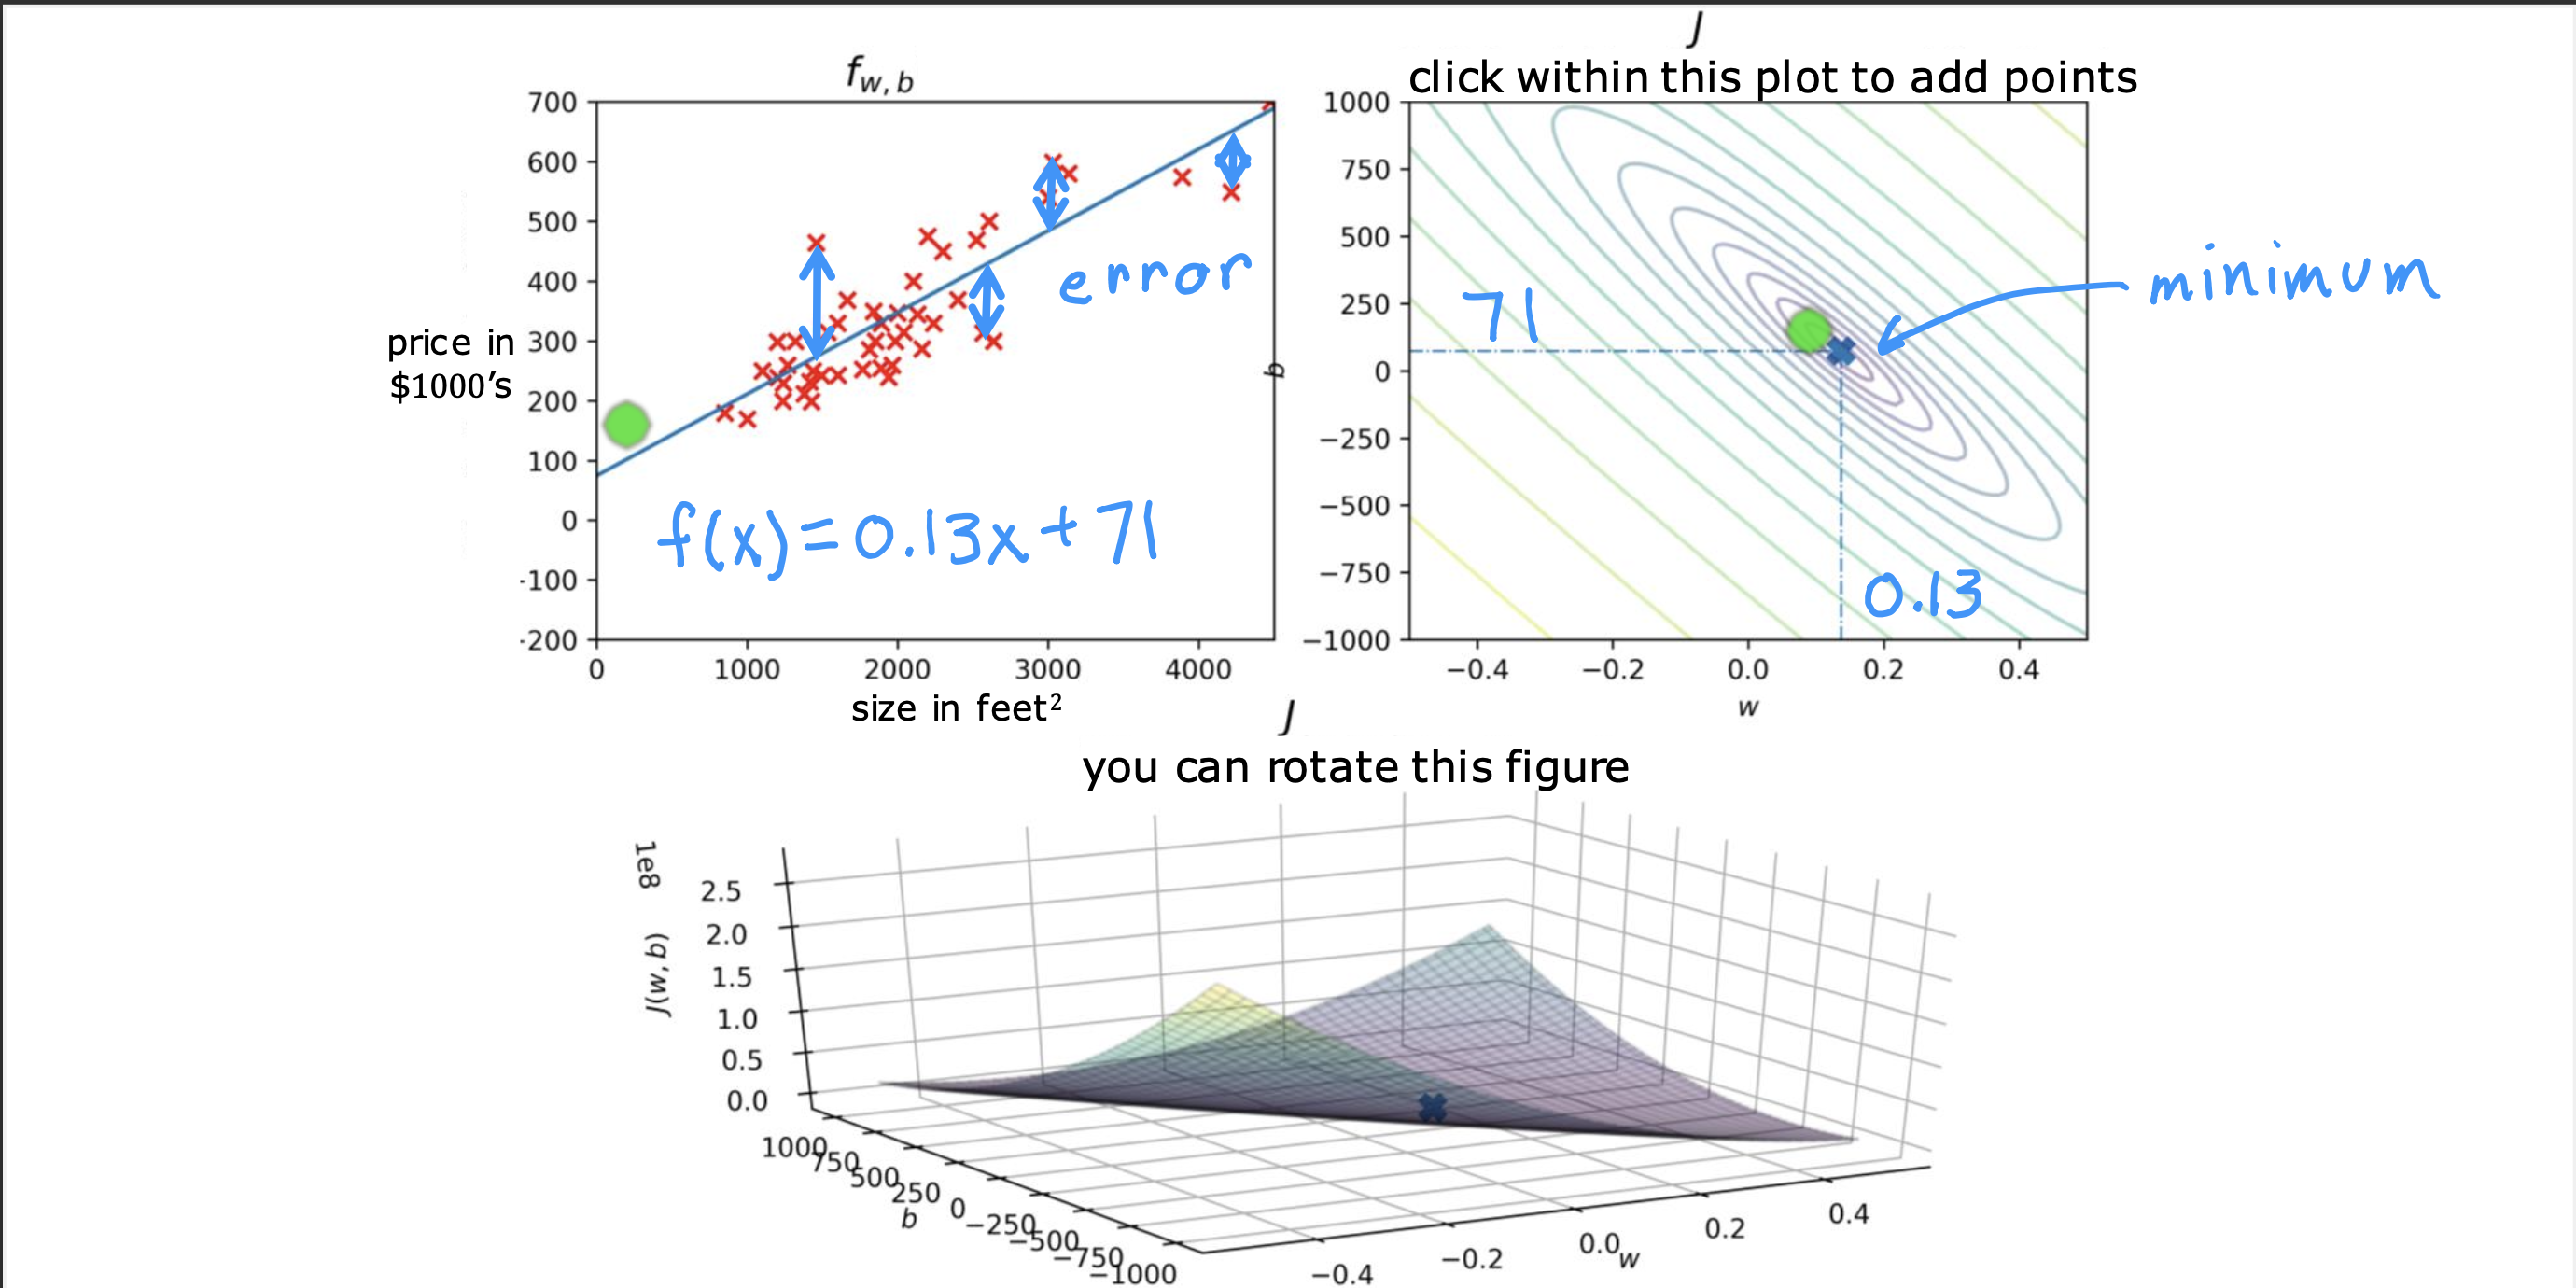 J
f_{w, b}
click within this plot to add points
700
600
500
400
300
200
100
0
-100
-200
price in
$1000's
error
f(x)=0.13x+71
0 1000 2000 3000 4000
size in feet²
1000
750
500
250
0
−250
−500
−750
−1000
b
71
minimum
0.13
−0.4 −0.2 0.0 0.2 0.4
w
J
you can rotate this figure
1e8
J(w, b)
2.5
2.0
1.5
1.0
0.5
0.0
1000
750
500
250
0
−250
−500
−750
−1000
b
−0.4
−0.2
0.0
0.2
0.4
w